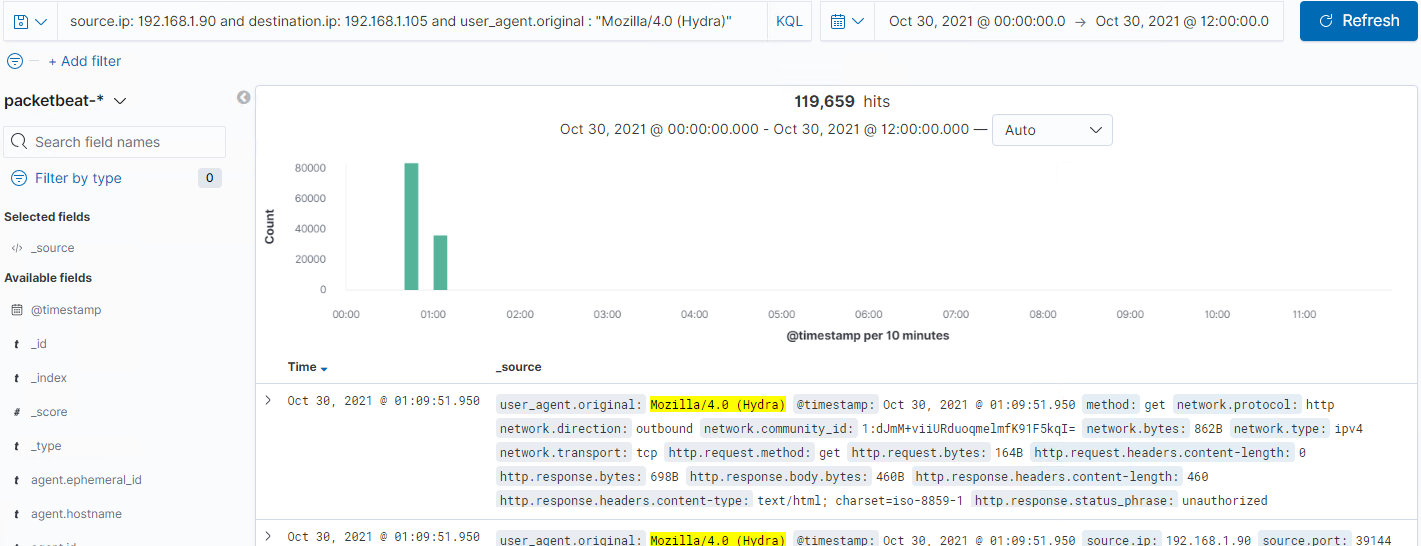 source.ip: 192.168.1.90 and destination.ip: 192.168.1.105 and user_agent.original : "Mozilla/4.0 (Hydra)" KQL Oct 30, 2021 @ 00:00:00.0 → Oct 30, 2021 @ 12:00:00.0 Refresh
+ Add filter
packetbeat-*
119,659 hits
Oct 30, 2021 @ 00:00:00.000 - Oct 30, 2021 @ 12:00:00.000 — Auto
Search field names
Filter by type 0
Selected fields
_source
Available fields
@timestamp
_id
_index
_score
_type
agent.ephemeral_id
agent.hostname
agent.id
Count
80000
60000
40000
20000
0
00:00 01:00 02:00 03:00 04:00 05:00 06:00 07:00 08:00 09:00 10:00 11:00
@timestamp per 10 minutes
Time _source
Oct 30, 2021 @ 01:09:51.950 user_agent.original: Mozilla/4.0 (Hydra) @timestamp: Oct 30, 2021 @ 01:09:51.950 method: get network.protocol: http
network.direction: outbound network.community_id: 1:dJmM+viiURduoqmelmfK91F5kqI= network.bytes: 862B network.type: ipv4
network.transport: tcp http.request.method: get http.request.bytes: 164B http.request.headers.content-length: 0
http.response.bytes: 698B http.response.body.bytes: 460B http.response.headers.content-length: 460
http.response.headers.content-type: text/html; charset=iso-8859-1 http.response.status_phrase: unauthorized
Oct 30, 2021 @ 01:09:51.950 user_agent.original: Mozilla/4.0 (Hydra) @timestamp: Oct 30, 2021 @ 01:09:51.950 source.ip: 192.168.1.90 source.port: 39144